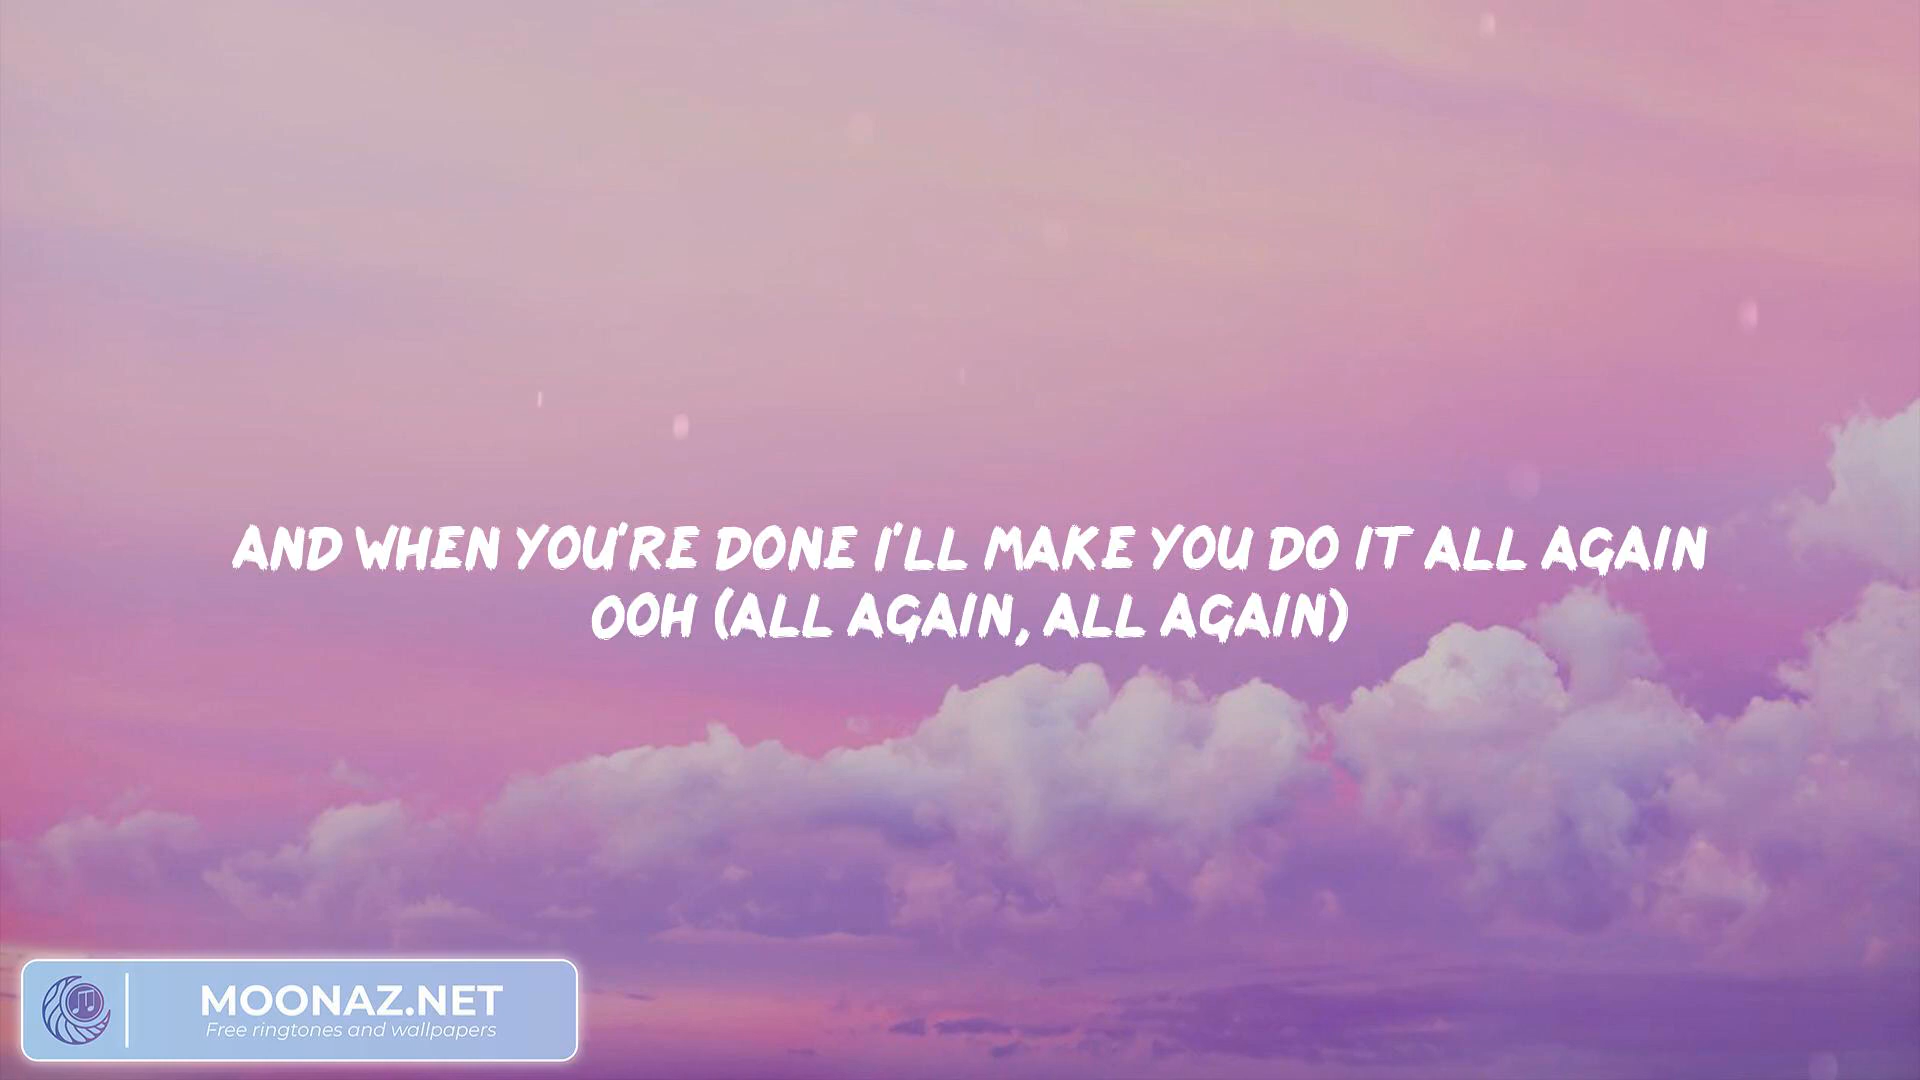 AND WHEN YOU'RE DONE I'LL MAKE YOU DO IT ALL AGAIN
OOH (ALL AGAIN, ALL AGAIN)
MOONAZ.NET
Free ringtones and wallpapers